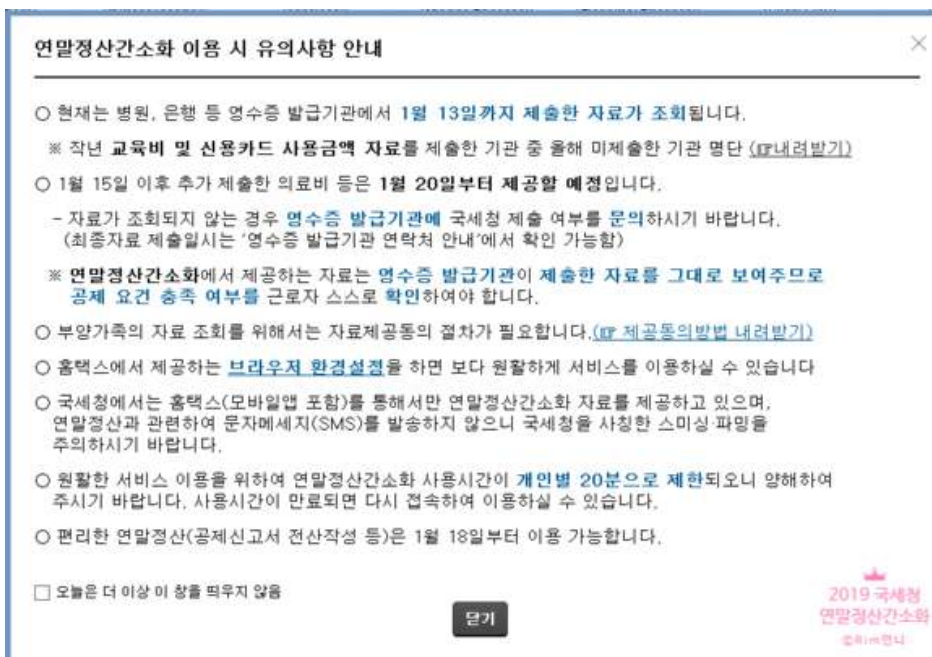 연말정산간소화 이용 시 유의사항 안내
○ 현재는 병원, 은행 등 영수증 발급기관에서 1월 13일까지 제출한 자료가 조회됩니다.
※ 작년 교육비 및 신용카드 사용금액 자료를 제출한 기관 중 올해 미제출한 기관 명단 (☞내려받기)
○ 1월 15일 이후 추가 제출한 의료비 등은 1월 20일부터 제공할 예정입니다.
- 자료가 조회되지 않는 경우 영수증 발급기관에 국세청 제출 여부를 문의하시기 바랍니다.
(최종자료 제출일시는 '영수증 발급기관 연락처 안내'에서 확인 가능함)
※ 연말정산간소화에서 제공하는 자료는 영수증 발급기관이 제출한 자료를 그대로 보여주므로
공제 요건 충족 여부를 근로자 스스로 확인하여야 합니다.
○ 부양가족의 자료 조회를 위해서는 자료제공동의 절차가 필요합니다.(☞ 제공동의방법 내려받기)
○ 홈택스에서 제공하는 브라우저 환경설정을 하면 보다 원활하게 서비스를 이용하실 수 있습니다
○ 국세청에서는 홈택스(모바일앱 포함)를 통해서만 연말정산간소화 자료를 제공하고 있으며,
연말정산과 관련하여 문자메세지(SMS)를 발송하지 않으니 국세청을 사칭한 스미싱·파밍을
주의하시기 바랍니다.
○ 원활한 서비스 이용을 위하여 연말정산간소화 사용시간이 개인별 20분으로 제한되오니 양해하여
주시기 바랍니다. 사용시간이 만료되면 다시 접속하여 이용하실 수 있습니다.
○ 편리한 연말정산(공제신고서 전산작성 등)은 1월 18일부터 이용 가능합니다.
오늘은 더 이상 이 창을 띄우지 않음
닫기
2019 국세청
연말정산간소화
©Rim언니